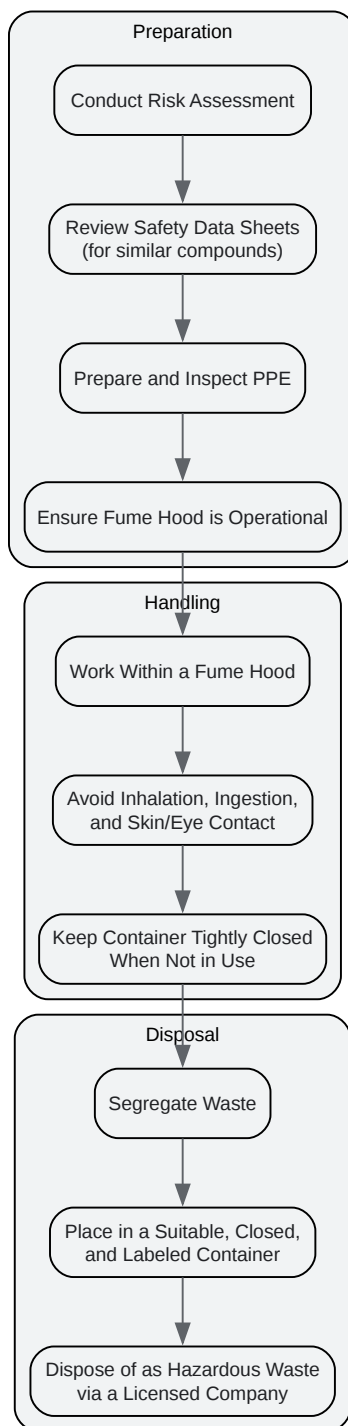 Preparation
Conduct Risk Assessment
Review Safety Data Sheets
(for similar compounds)
Prepare and Inspect PPE
Ensure Fume Hood is Operational
Handling
Work Within a Fume Hood
Avoid Inhalation, Ingestion,
and Skin/Eye Contact
Keep Container Tightly Closed
When Not in Use
Disposal
Segregate Waste
Place in a Suitable, Closed,
and Labeled Container
Dispose of as Hazardous Waste
via a Licensed Company